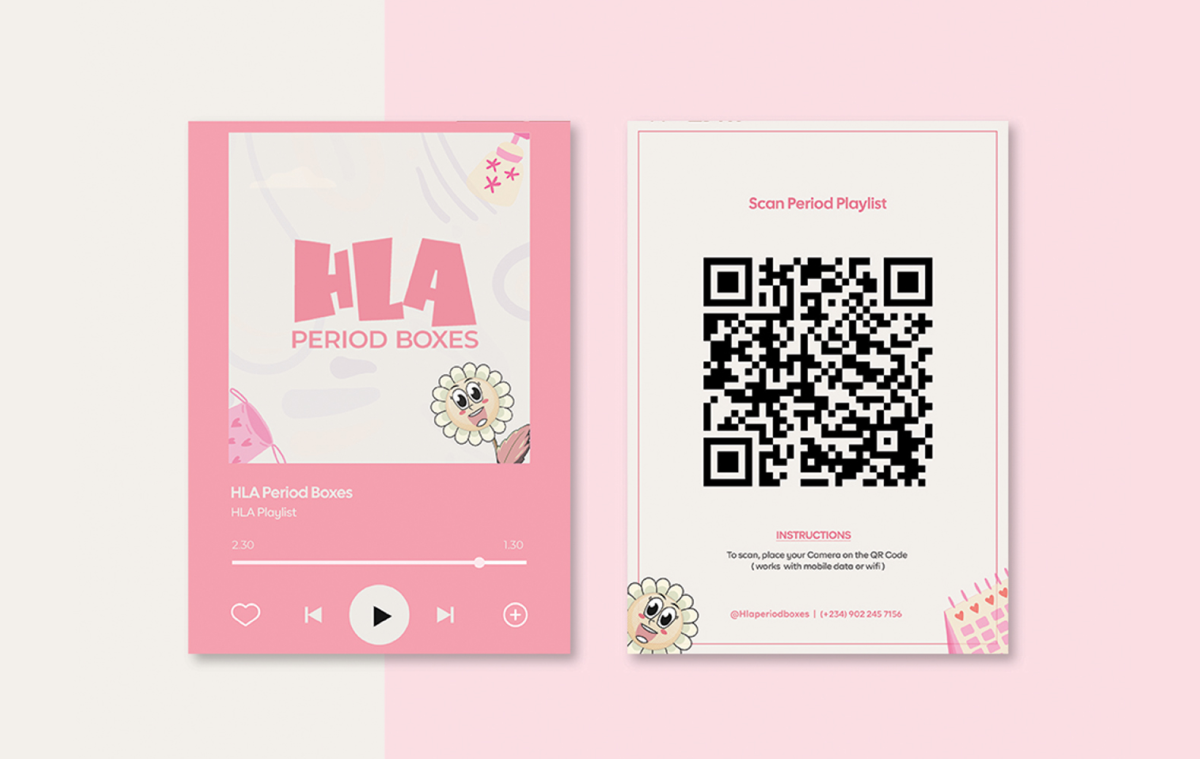 HLA
PERIOD BOXES
HLA Period Boxes
HLA Playlist
2.30 1.30
Scan Period Playlist
INSTRUCTIONS
To scan, place your Camera on the QR Code
( works with mobile data or wifi )
@Hlaperiodboxes | (+234) 902 245 7156